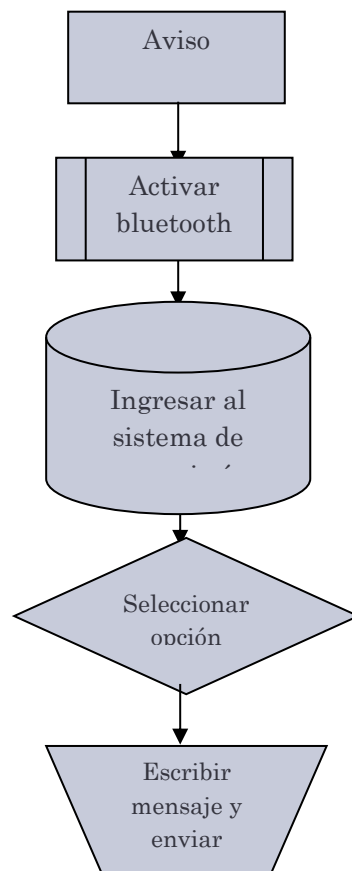 Aviso
Activar
bluetooth
Ingresar al
sistema de
Seleccionar
opción
Escribir
mensaje y
enviar